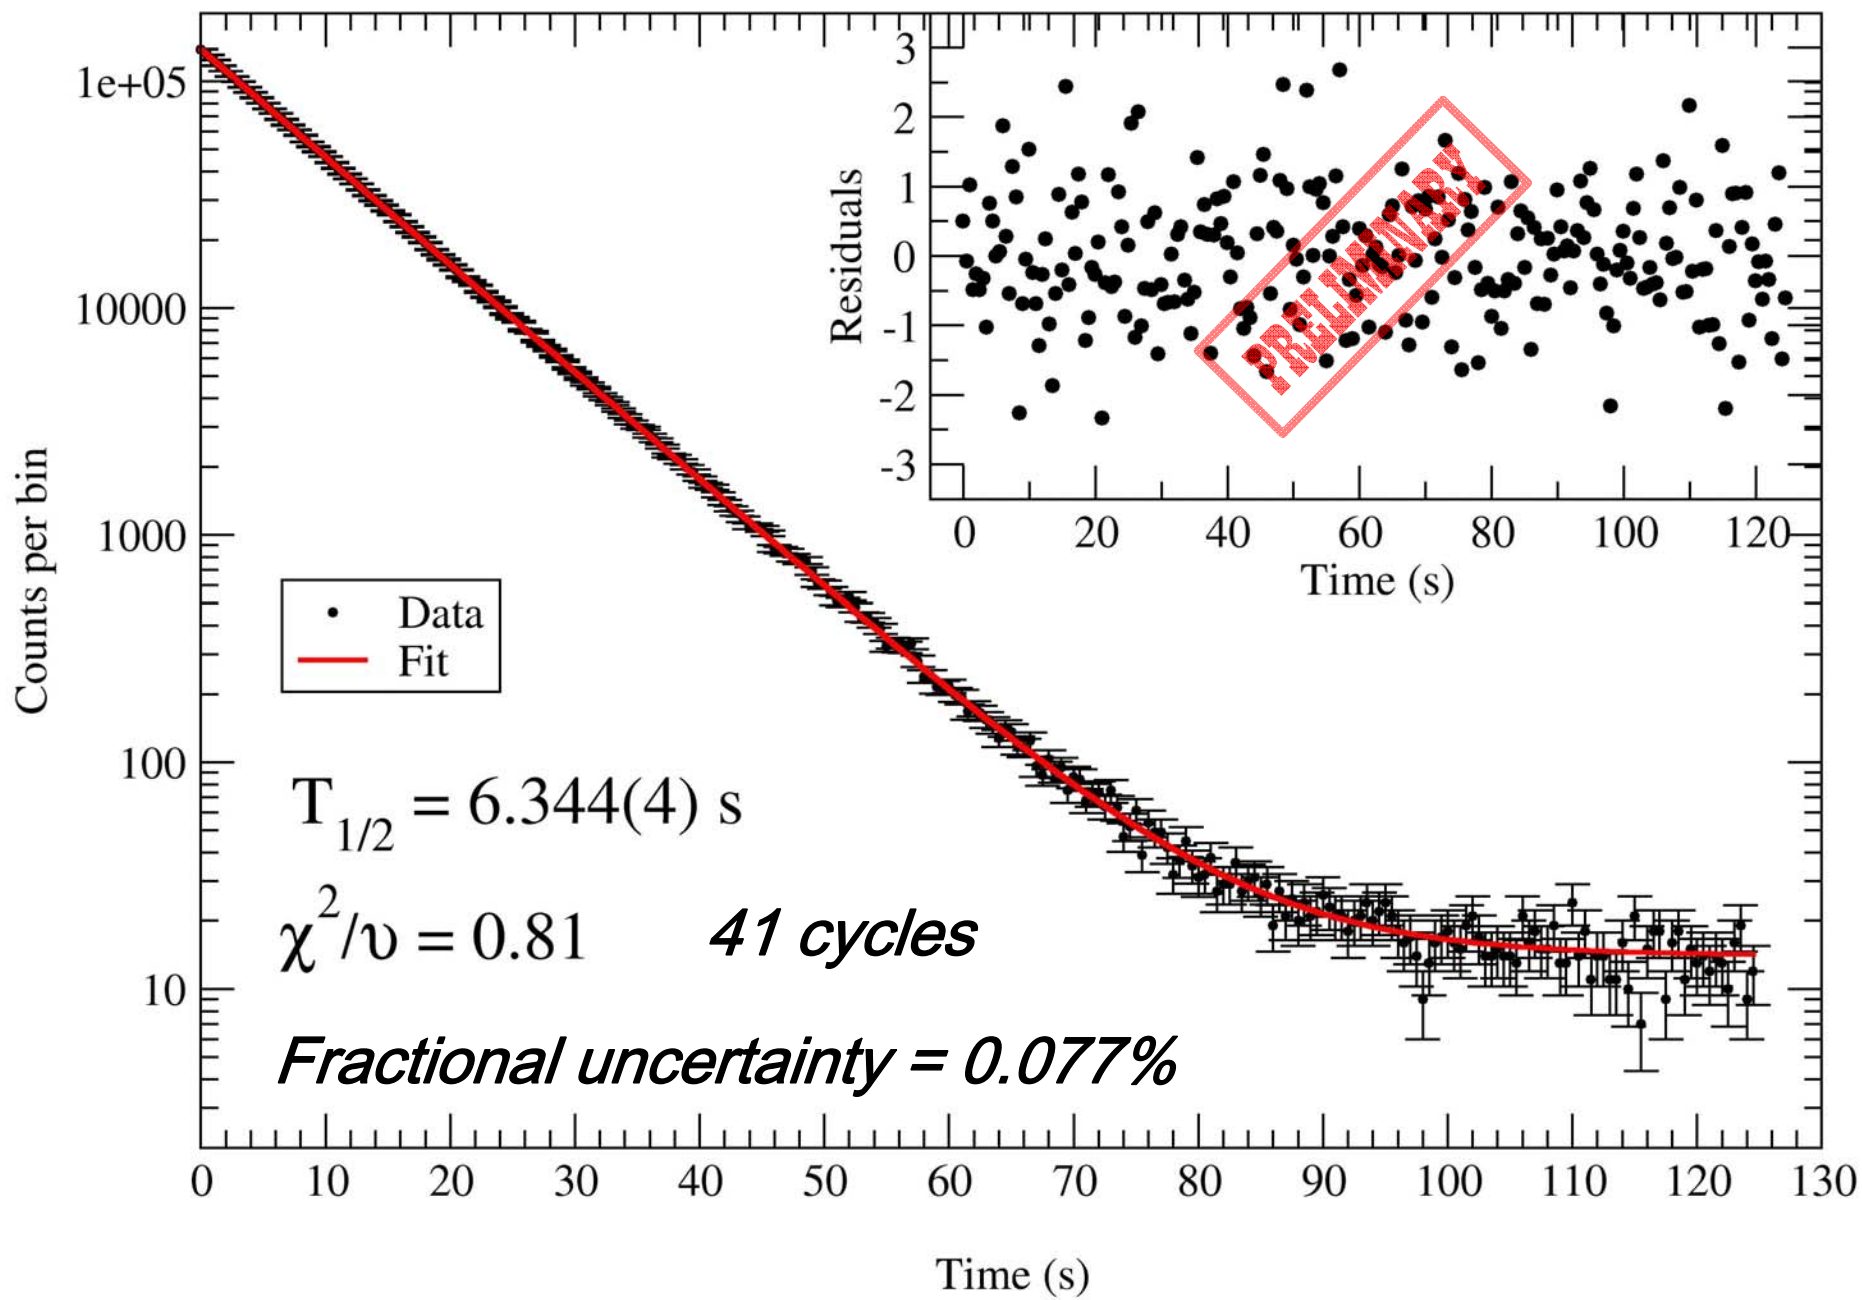 1e+05
10000
1000
100
10
Counts per bin
0 10 20 30 40 50 60 70 80 90 100 110 120 130
Time (s)
Data
Fit
T1/2 = 6.344(4) s
χ²/υ = 0.81
41 cycles
Fractional uncertainty = 0.077%
3
2
1
0
-1
-2
-3
Residuals
0 20 40 60 80 100 120
Time (s)
PRELIMINARY